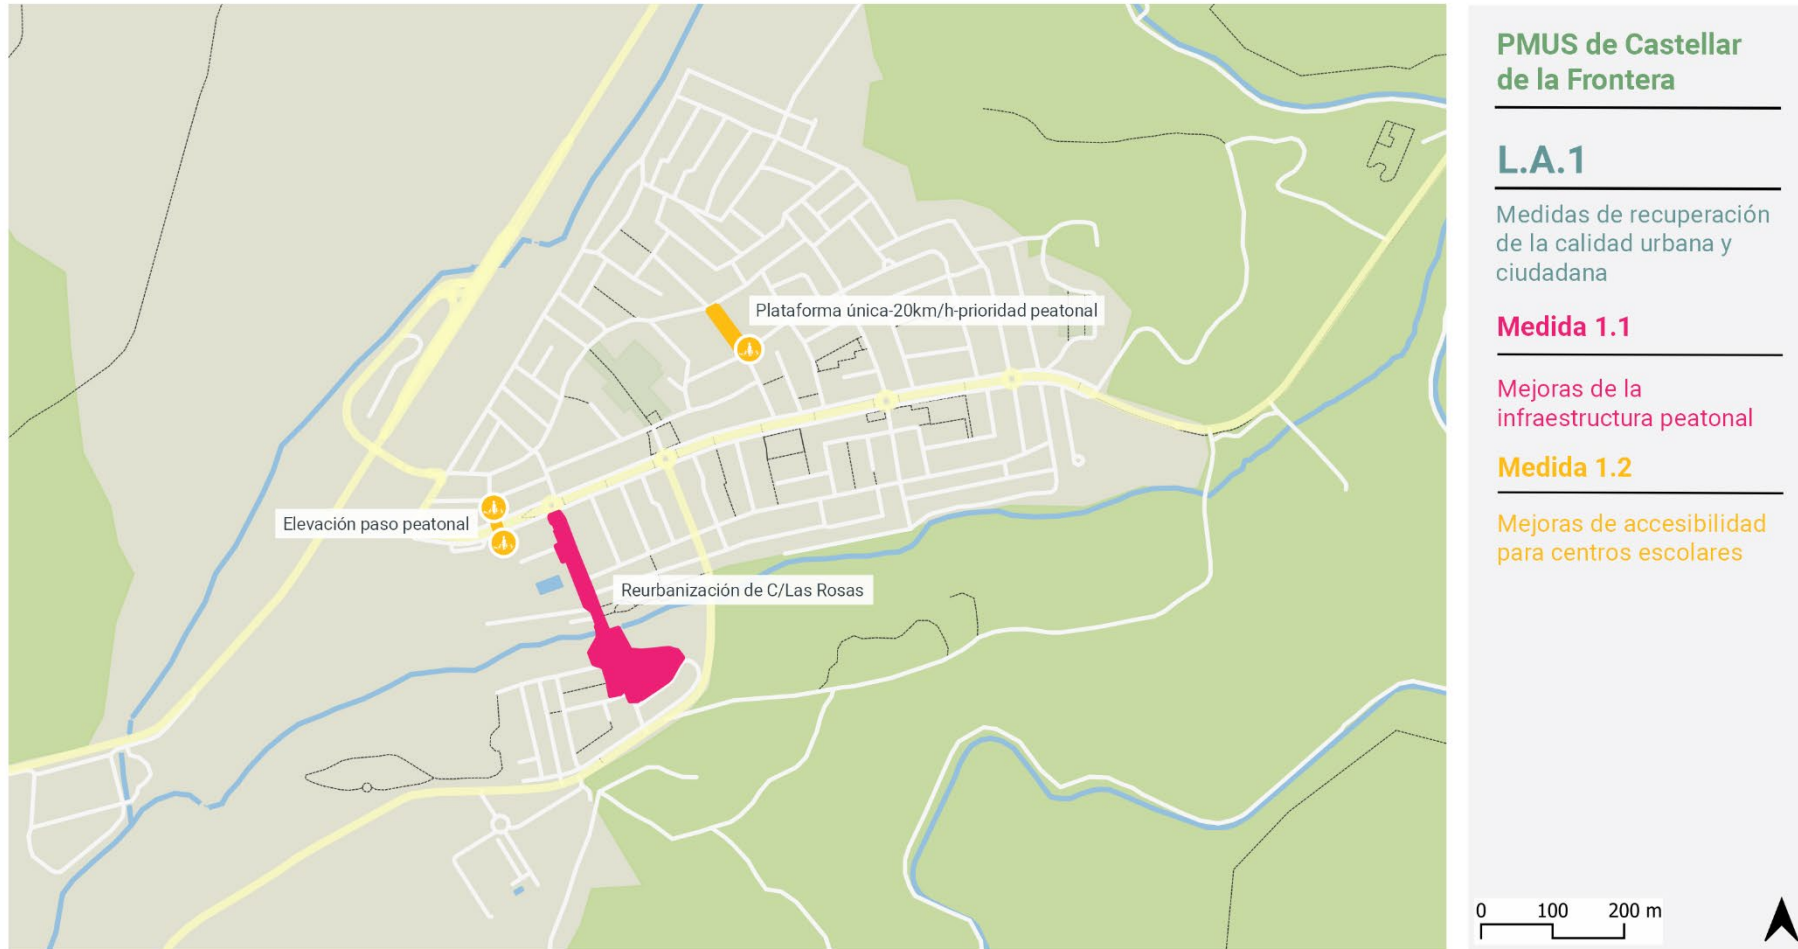 Plataforma única-20km/h-prioridad peatonal
Elevación paso peatonal
Reurbanización de C/Las Rosas
PMUS de Castellar
de la Frontera
L.A.1
Medidas de recuperación
de la calidad urbana y
ciudadana
Medida 1.1
Mejoras de la
infraestructura peatonal
Medida 1.2
Mejoras de accesibilidad
para centros escolares
0 100 200 m